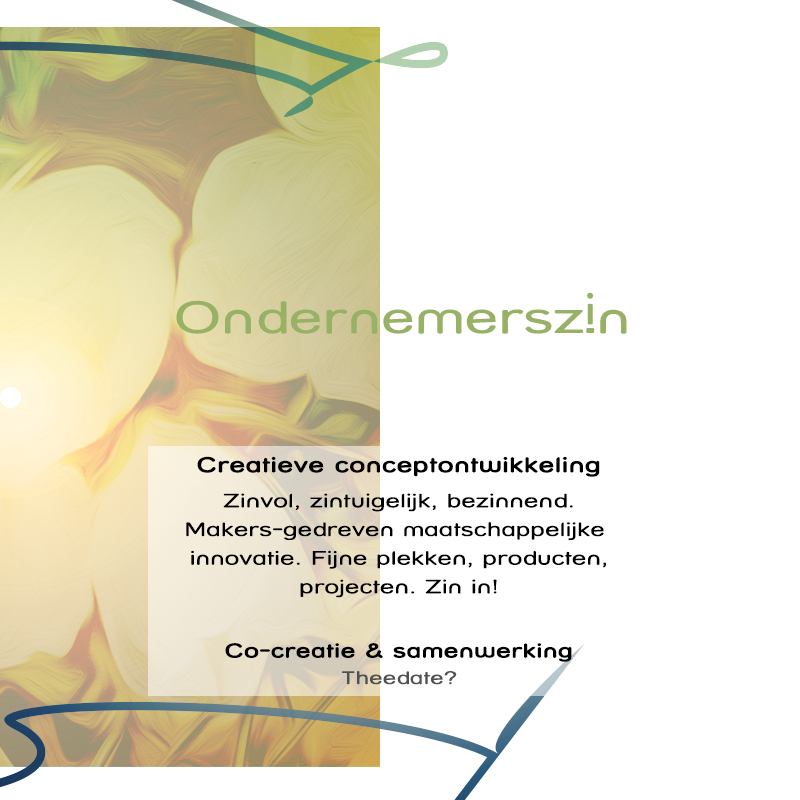 Ondernemersz!n
Creatieve conceptontwikkeling
Zinvol, zintuigelijk, bezinnend.
Makers-gedreven maatschappelijke
innovatie. Fijne plekken, producten,
projecten. Zin in!
Co-creatie & samenwerking
Theedate?